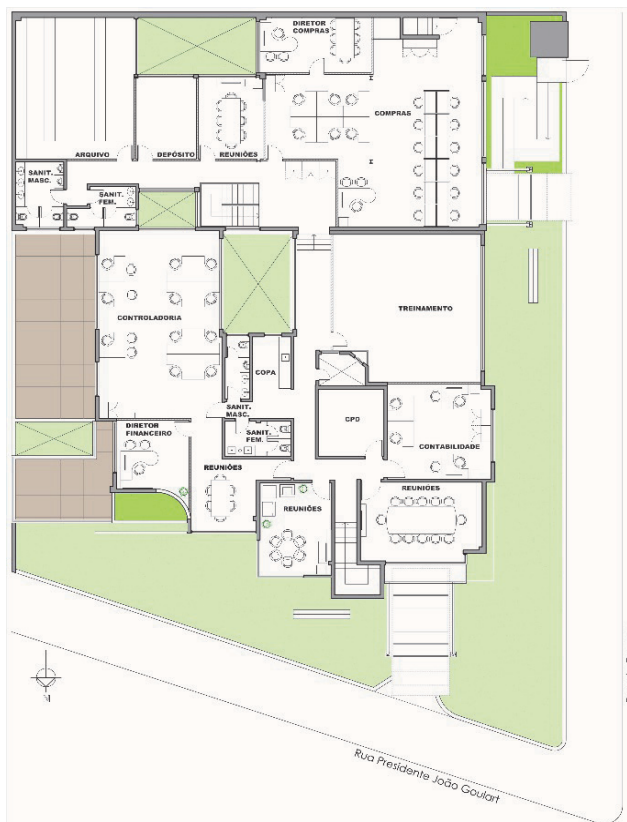 DIRETOR
COMPRAS
COMPRAS
ARQUIVO
DEPÓSITO
REUNIÕES
SANIT.
MASC.
SANIT.
FEM.
CONTROLADORIA
TREINAMENTO
COPA
SANIT.
MASC.
CPD
SANIT.
FEM.
CONTABILIDADE
DIRETOR
FINANCEIRO
REUNIÕES
REUNIÕES
REUNIÕES
Rua Presidente João Goulart